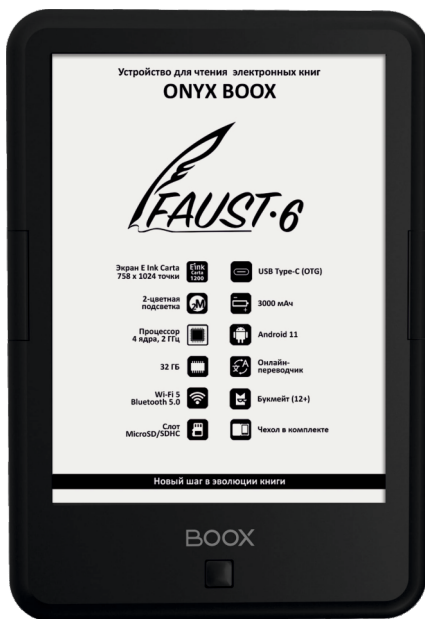 Устройство для чтения электронных книг
ONYX BOOX
FAUST·6
Экран E Ink Carta
758 x 1024 точки
Eink
Carta
1200
USB Type-C (OTG)
2-цветная
подсветка
M
3000 мАч
Процессор
4 ядра, 2 ГГц
Android 11
32 ГБ
Онлайн-
переводчик
Wi-Fi 5
Bluetooth 5.0
Букмейт (12+)
Слот
MicroSD/SDHC
Чехол в комплекте
Новый шаг в эволюции книги
BOOX